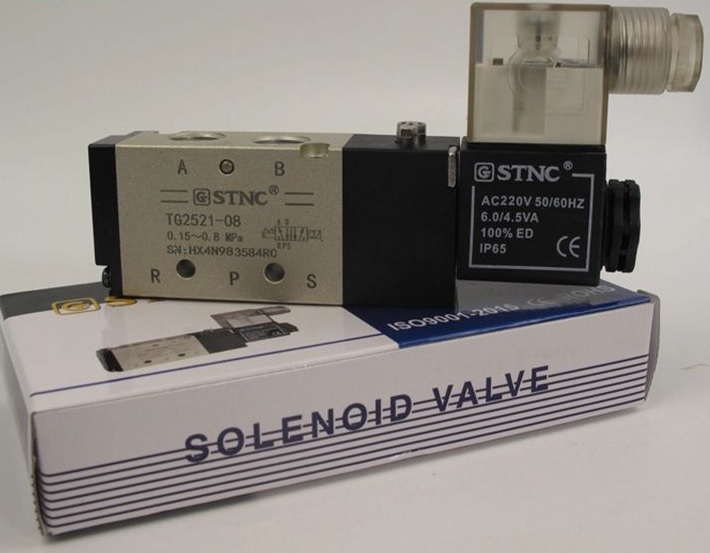 A B
STNC®
TG2521-08
0.15~0.8 MPa
A B
R P S
SN:HX4N983584RC
R P S
STNC®
AC220V 50/60HZ
6.0/4.5VA
100% ED
IP65
CE
ISO9001-2015 CE
SOLENOID VALVE